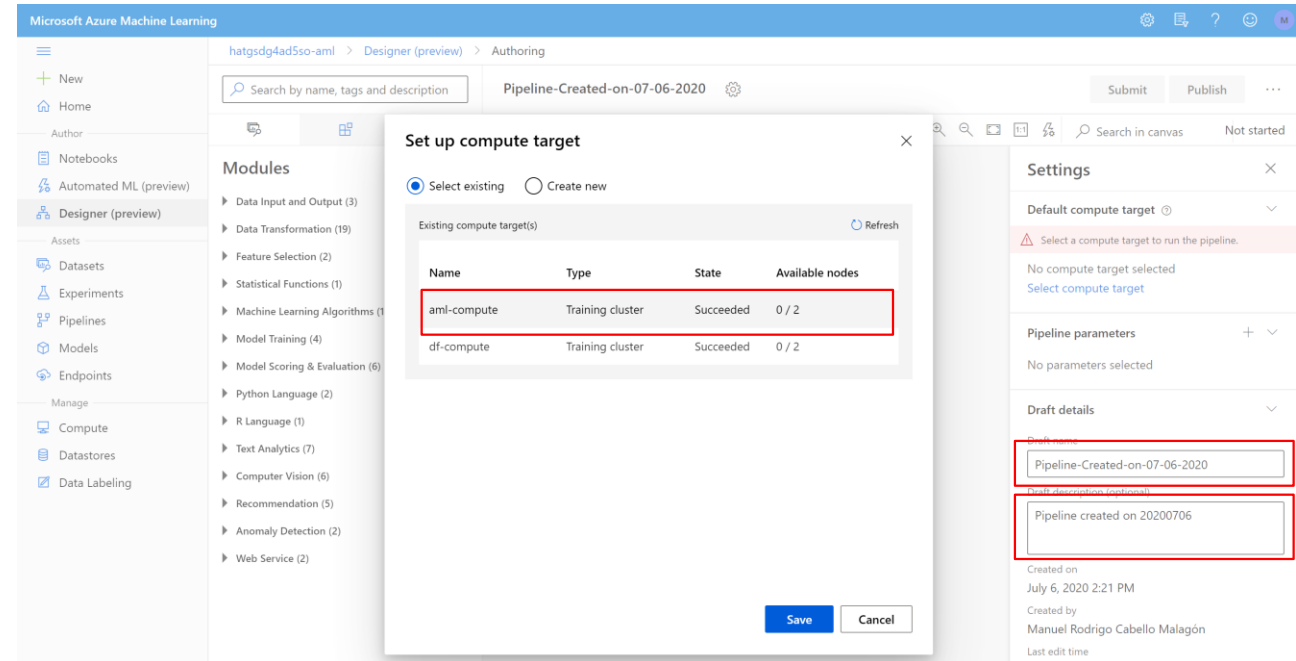 Microsoft Azure Machine Learning
M
New
Home
Author
Notebooks
Automated ML (preview)
Designer (preview)
Assets
Datasets
Experiments
Pipelines
Models
Endpoints
Manage
Compute
Datastores
Data Labeling
hatgsdg4ad5so-aml > Designer (preview) > Authoring
Search by name, tags and description
Pipeline-Created-on-07-06-2020
Submit Publish ...
1:1
Search in canvas
Not started
Modules
Data Input and Output (3)
Data Transformation (19)
Feature Selection (2)
Statistical Functions (1)
Machine Learning Algorithms (1
Model Training (4)
Model Scoring & Evaluation (6)
Python Language (2)
R Language (1)
Text Analytics (7)
Computer Vision (6)
Recommendation (5)
Anomaly Detection (2)
Web Service (2)
Set up compute target
Select existing Create new
Existing compute target(s) Refresh
Name Type State Available nodes
aml-compute Training cluster Succeeded 0 / 2
df-compute Training cluster Succeeded 0 / 2
Save Cancel
Settings
Default compute target
Select a compute target to run the pipeline.
No compute target selected
Select compute target
Pipeline parameters
No parameters selected
Draft details
Draft name
Pipeline-Created-on-07-06-2020
Draft description (optional)
Pipeline created on 20200706
Created on
July 6, 2020 2:21 PM
Created by
Manuel Rodrigo Cabello Malagón
Last edit time